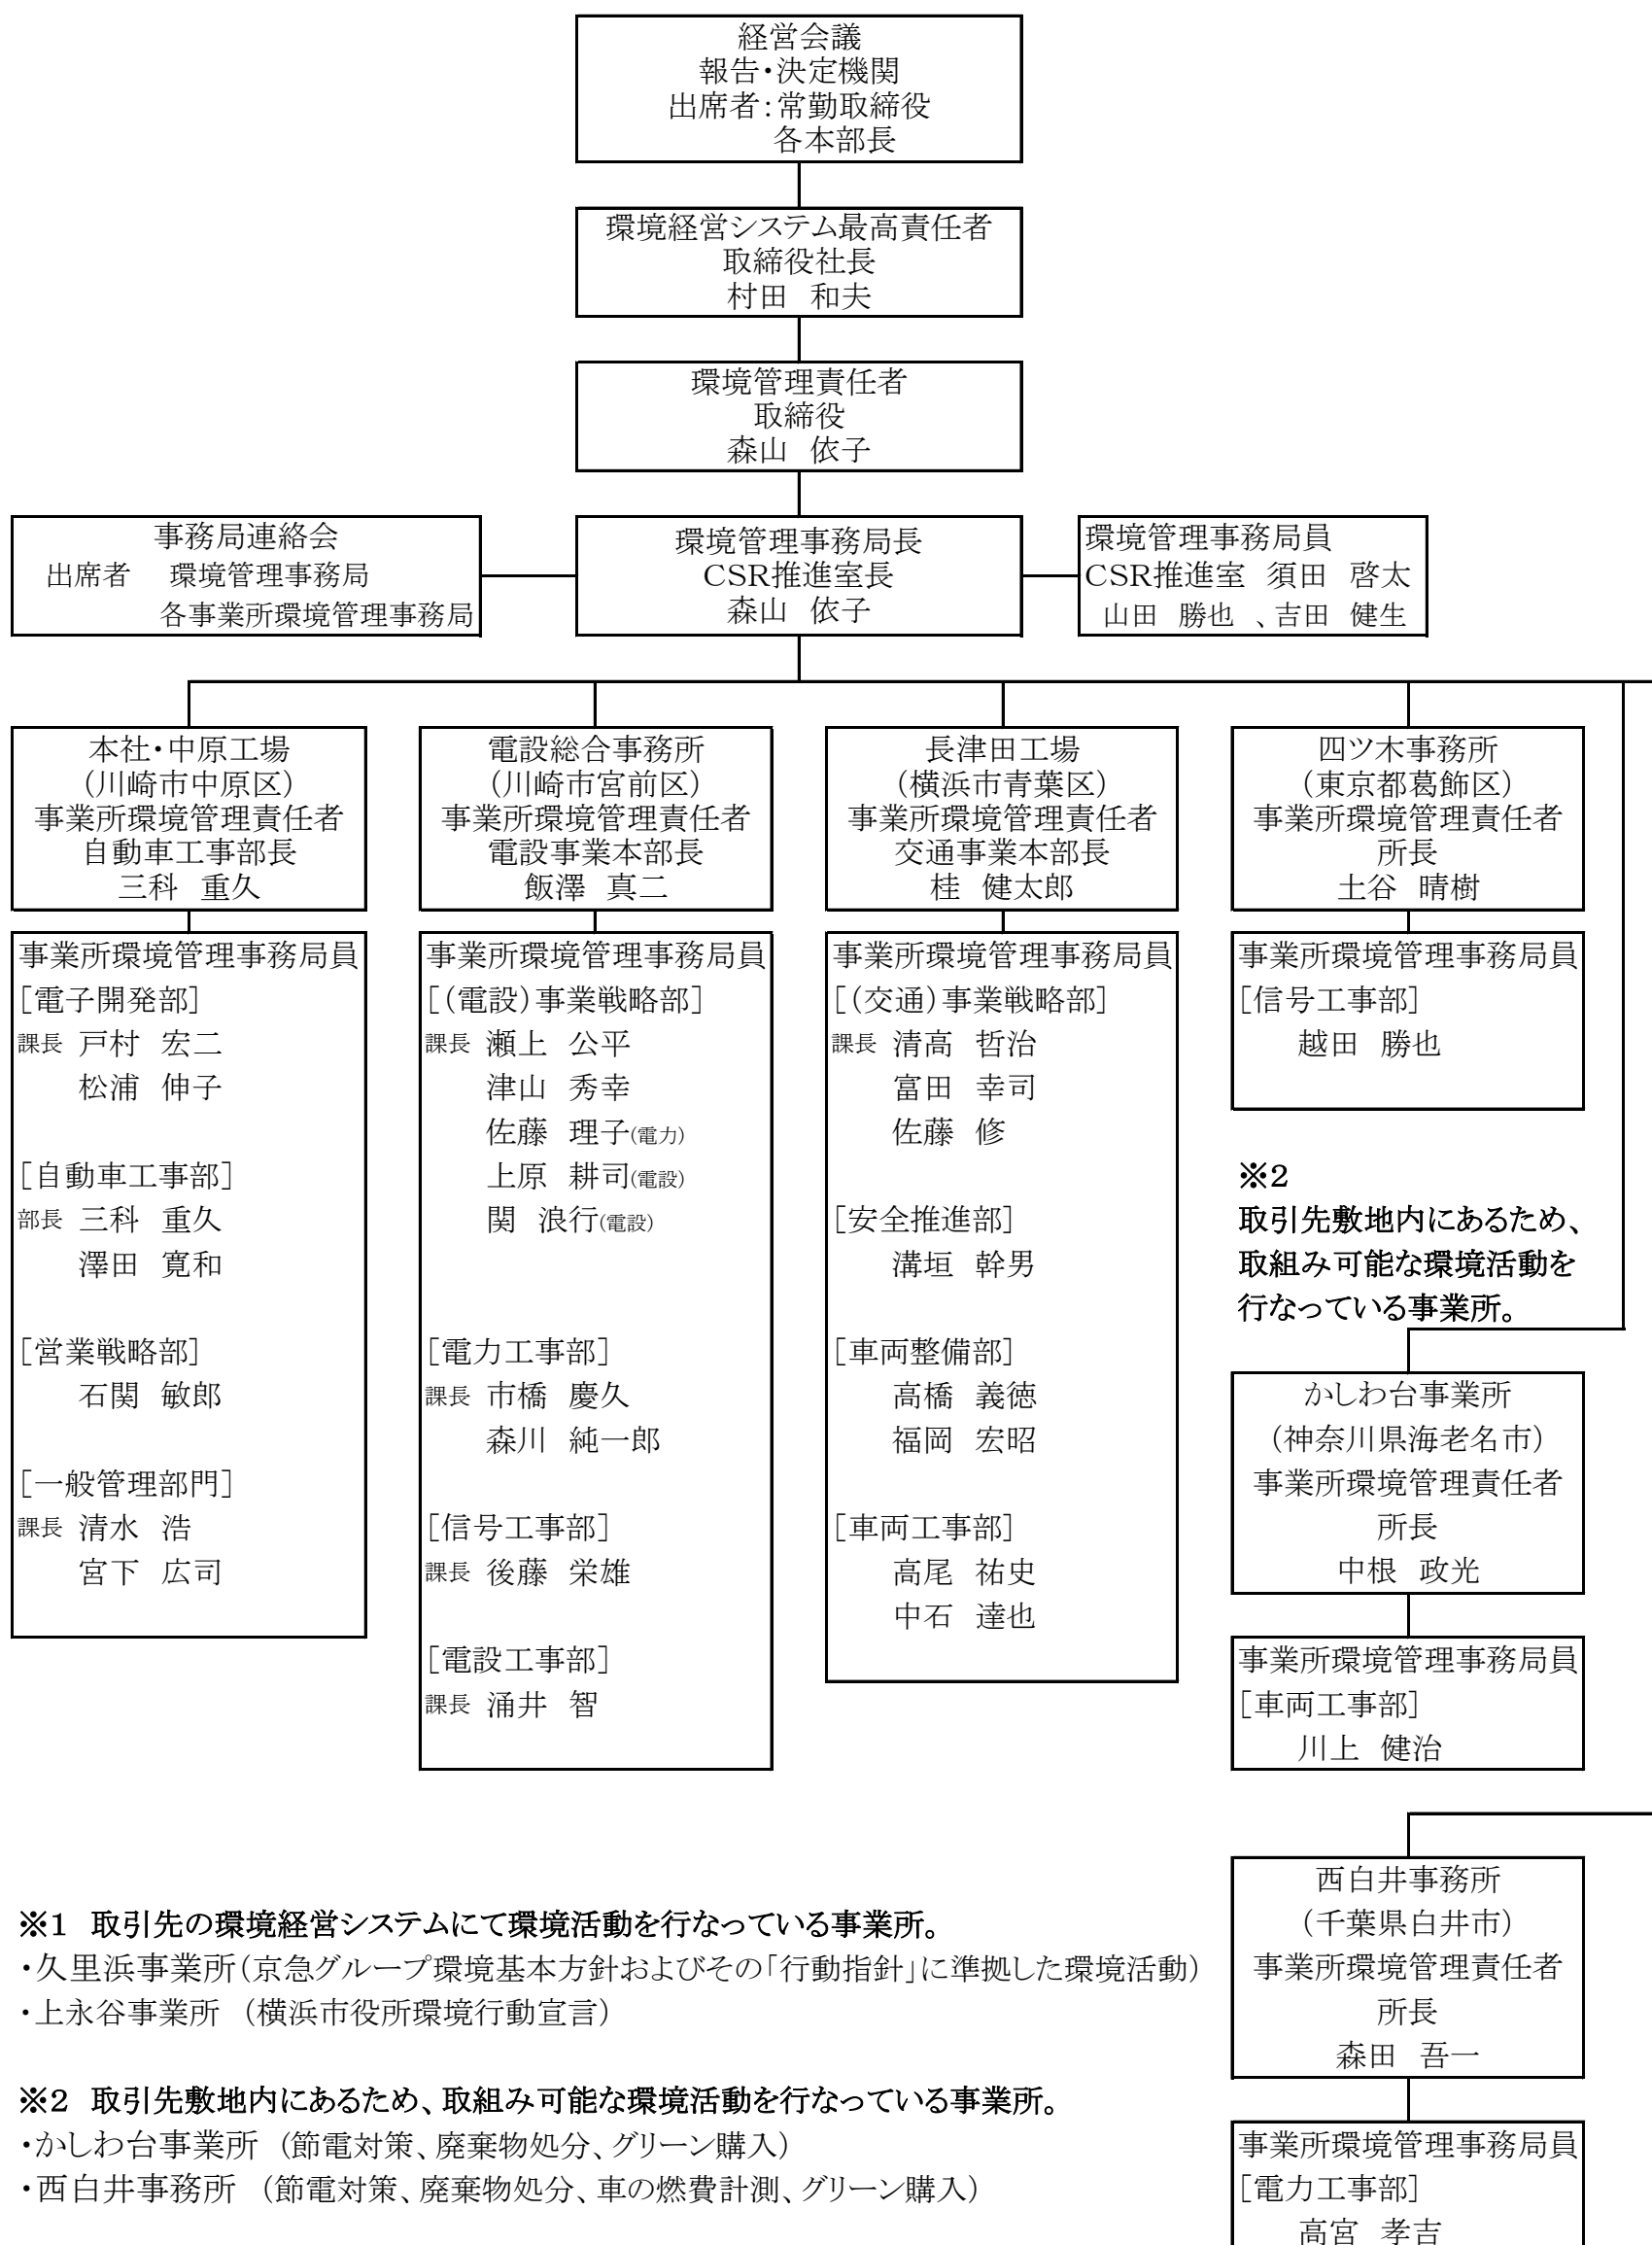 経営会議
報告・決定機関
出席者：常勤取締役
各本部長
環境経営システム最高責任者
取締役社長
村田　和夫
環境管理責任者
取締役
森山　依子
事務局連絡会
出席者　環境管理事務局
各事業所環境管理事務局
環境管理事務局長
CSR推進室長
森山　依子
環境管理事務局員
CSR推進室　須田　啓太
山田　勝也　、吉田　健生
本社・中原工場
（川崎市中原区）
事業所環境管理責任者
自動車工事部長
三科　重久
事業所環境管理事務局員
［電子開発部］
課長　戸村　宏二
松浦　伸子
［自動車工事部］
部長　三科　重久
澤田　寛和
［営業戦略部］
石関　敏郎
［一般管理部門］
課長　清水　浩
宮下　広司
電設総合事務所
（川崎市宮前区）
事業所環境管理責任者
電設事業本部長
飯澤　真二
事業所環境管理事務局員
［（電設）事業戦略部］
課長　瀬上　公平
津山　秀幸
佐藤　理子(電力)
上原　耕司(電設)
関　浪行(電設)
［電力工事部］
課長　市橋　慶久
森川　純一郎
［信号工事部］
課長　後藤　栄雄
［電設工事部］
課長　涌井　智
長津田工場
（横浜市青葉区）
事業所環境管理責任者
交通事業本部長
桂　健太郎
事業所環境管理事務局員
［（交通）事業戦略部］
課長　清高　哲治
富田　幸司
佐藤　修
［安全推進部］
溝垣　幹男
［車両整備部］
高橋　義徳
福岡　宏昭
［車両工事部］
高尾　祐史
中石　達也
四ツ木事務所
（東京都葛飾区）
事業所環境管理責任者
所長
土谷　晴樹
事業所環境管理事務局員
［信号工事部］
越田　勝也
※2
取引先敷地内にあるため、
取組み可能な環境活動を
行なっている事業所。
かしわ台事業所
（神奈川県海老名市）
事業所環境管理責任者
所長
中根　政光
事業所環境管理事務局員
［車両工事部］
川上　健治
西白井事務所
（千葉県白井市）
事業所環境管理責任者
所長
森田　吾一
事業所環境管理事務局員
［電力工事部］
高宮　孝吉
※1　取引先の環境経営システムにて環境活動を行なっている事業所。
・久里浜事業所（京急グループ環境基本方針およびその「行動指針」に準拠した環境活動）
・上永谷事業所　（横浜市役所環境行動宣言）
※2　取引先敷地内にあるため、取組み可能な環境活動を行なっている事業所。
・かしわ台事業所　（節電対策、廃棄物処分、グリーン購入）
・西白井事務所　（節電対策、廃棄物処分、車の燃費計測、グリーン購入）